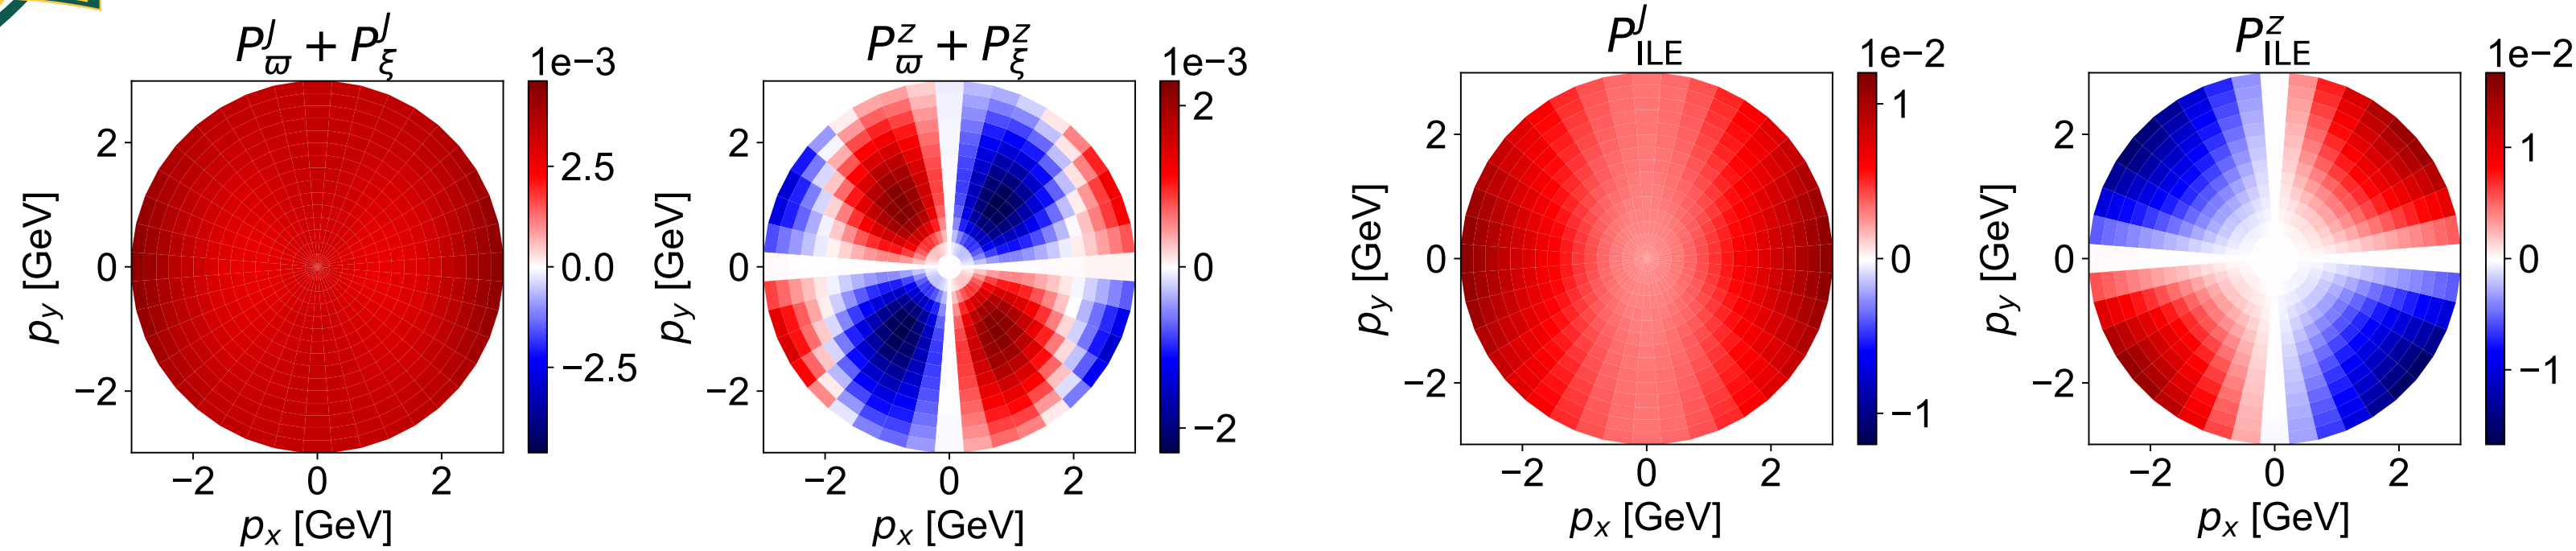 P^J_ϖ + P^J_ξ
1e−3
2.5
0.0
−2.5
2
0
−2
−2 0 2
p_y [GeV]
p_x [GeV]
P^z_ϖ + P^z_ξ
1e−3
2
0
−2
2
0
−2
−2 0 2
p_y [GeV]
p_x [GeV]
P^J_ILE
1e−2
1
0
−1
2
0
−2
−2 0 2
p_y [GeV]
p_x [GeV]
P^z_ILE
1e−2
1
0
−1
2
0
−2
−2 0 2
p_y [GeV]
p_x [GeV]